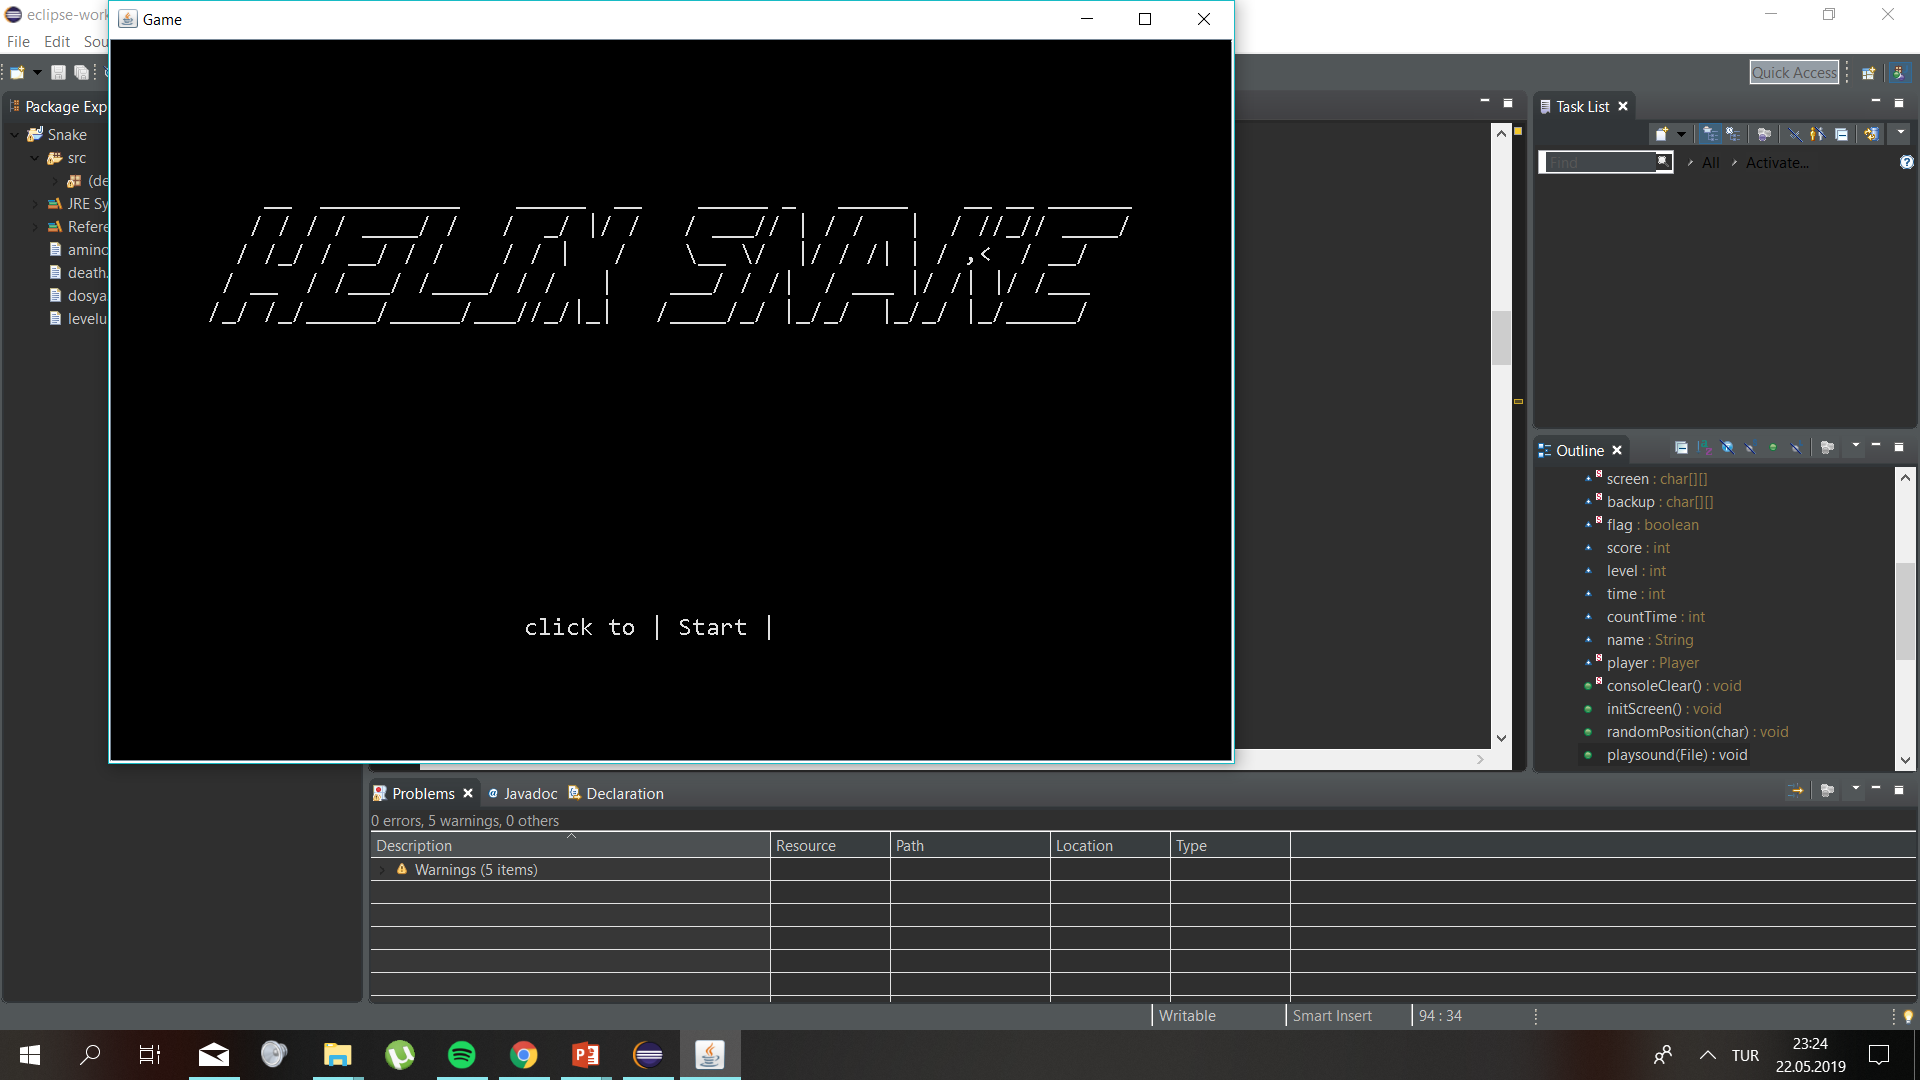 eclipse-work
Game
File Edit Sou
Quick Access
Package Exp
Task List
Snake
src
(de
JRE Sy
Refere
aminc
death.
dosya
levelu
Find
All
Activate...
HELIX SNAKE
click to | Start |
Outline
screen : char[][]
backup : char[][]
flag : boolean
score : int
level : int
time : int
countTime : int
name : String
player : Player
consoleClear() : void
initScreen() : void
randomPosition(char) : void
playsound(File) : void
Problems
Javadoc
Declaration
0 errors, 5 warnings, 0 others
Description Resource Path Location Type
Warnings (5 items)
Writable Smart Insert 94 : 34
TUR
23:24
22.05.2019